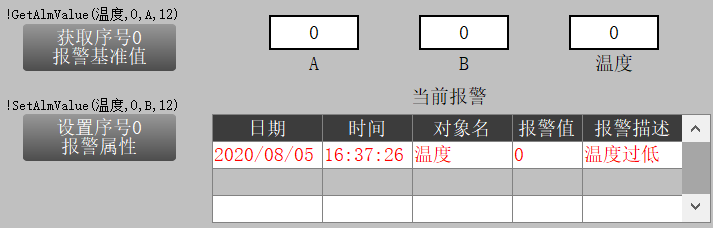 !GetAlmValue(温度,0,A,12)
获取序号0
报警基准值
0 0 0
A B 温度
!SetAlmValue(温度,0,B,12)
设置序号0
报警属性
当前报警
日期 时间 对象名 报警值 报警描述
2020/08/05 16:37:26 温度 0 温度过低